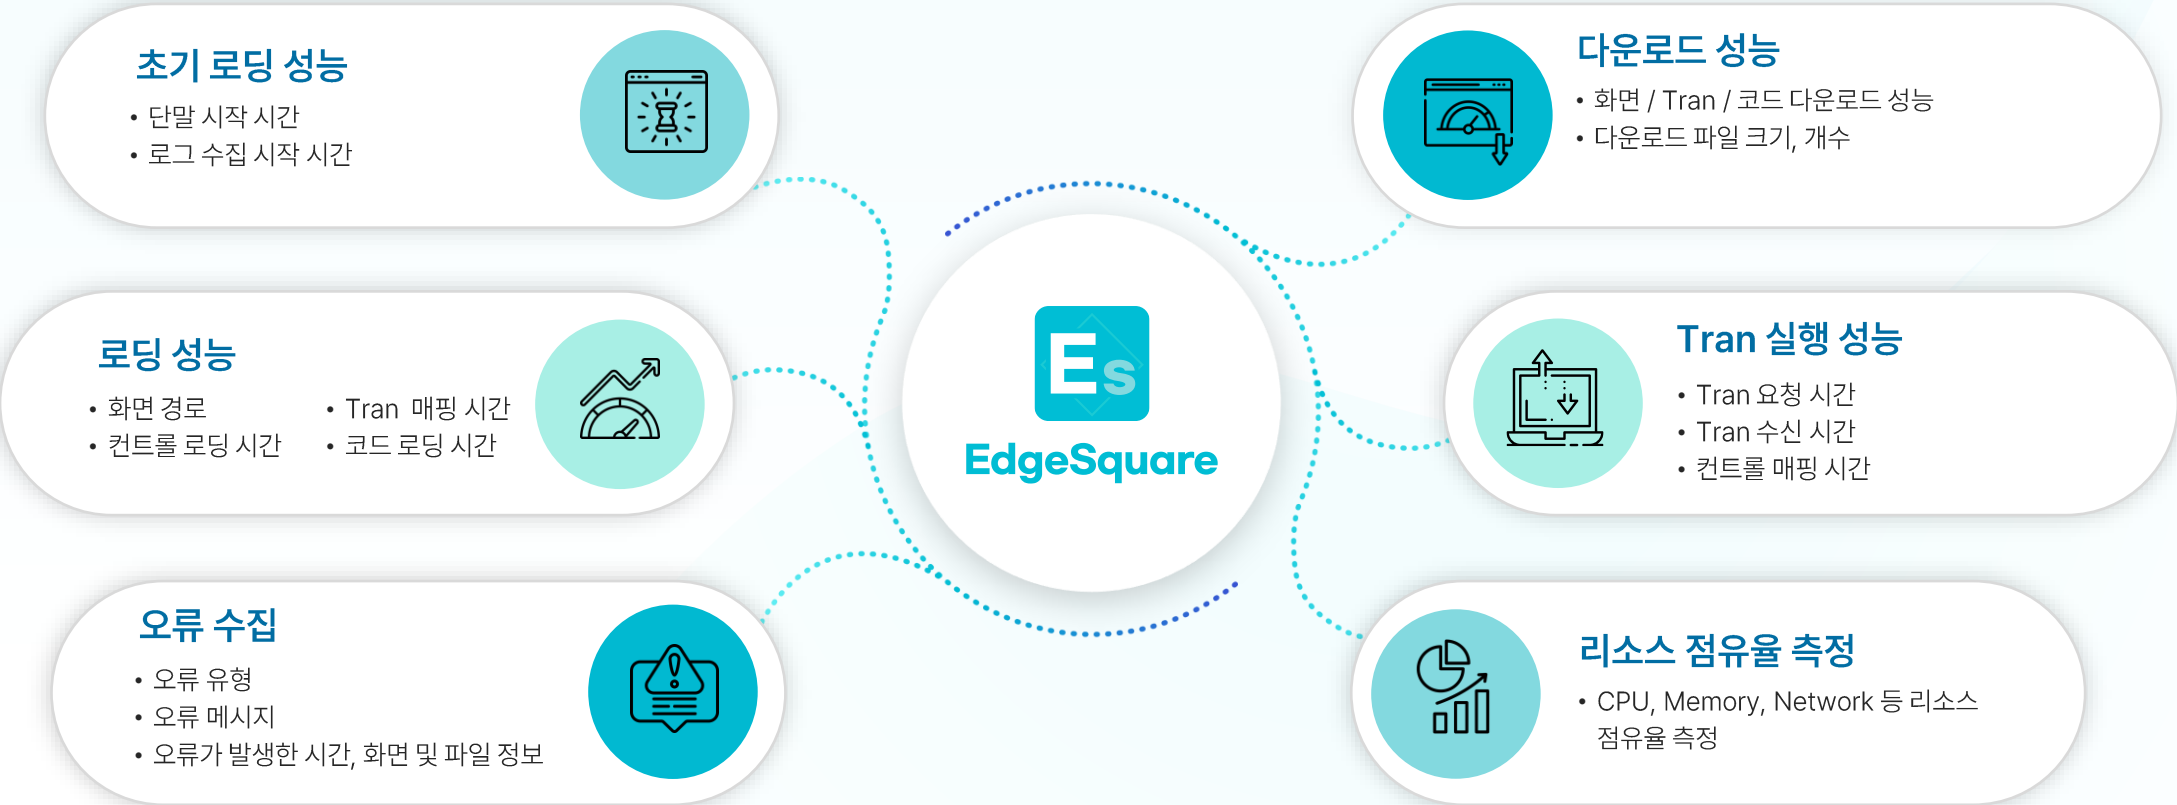 초기 로딩 성능
• 단말 시작 시간
• 로그 수집 시작 시간
로딩 성능
• 화면 경로
• 컨트롤 로딩 시간
• Tran 매핑 시간
• 코드 로딩 시간
오류 수집
• 오류 유형
• 오류 메시지
• 오류가 발생한 시간, 화면 및 파일 정보
Es
EdgeSquare
다운로드 성능
• 화면 / Tran / 코드 다운로드 성능
• 다운로드 파일 크기, 개수
Tran 실행 성능
• Tran 요청 시간
• Tran 수신 시간
• 컨트롤 매핑 시간
리소스 점유율 측정
• CPU, Memory, Network 등 리소스
점유율 측정